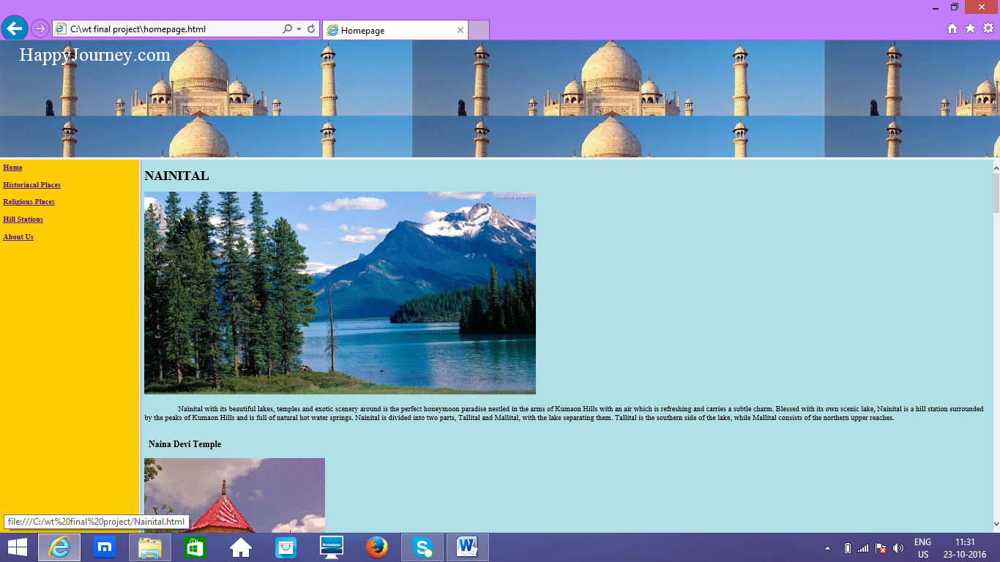 C:\wt final project\homepage.html
Homepage
HappyJourney.com
Home
Historiacal Places
Religious Places
Hill Stations
About Us
NAINITAL
Nainital with its beautiful lakes, temples and exotic scenery around is the perfect honeymoon paradise nestled in the arms of Kumaon Hills with an air which is refreshing and carries a subtle charm. Blessed with its own scenic lake, Nainital is a hill station surrounded
by the peaks of Kumaon Hills and is full of natural hot water springs. Nainital is divided into two parts, Tallital and Mallital, with the lake separating them. Tallital is the southern side of the lake, while Mallital consists of the northern upper reaches.
Naina Devi Temple
file:///C:/wt%20final%20project/Nainital.html
m
lenovo
S
W
ENG
US
11:31
23-10-2016